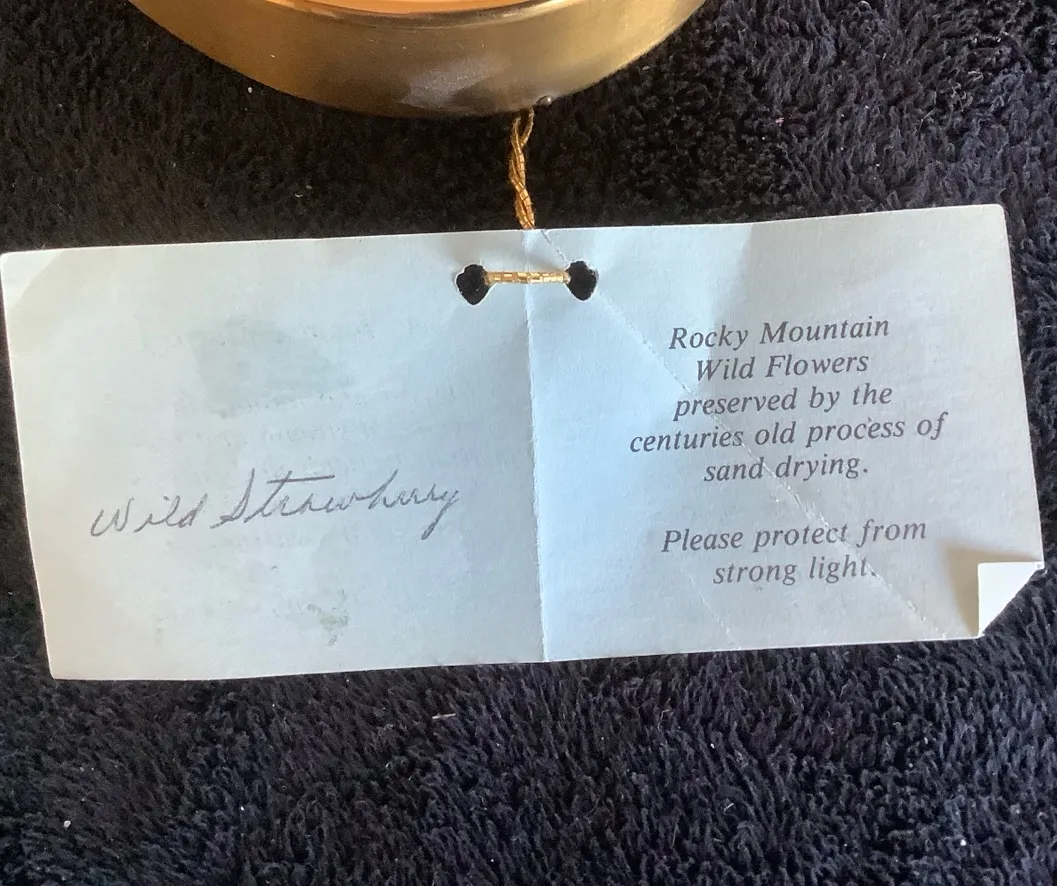 Wild Strawberry
Rocky Mountain
Wild Flowers
preserved by the
centuries old process of
sand drying.
Please protect from
strong light.